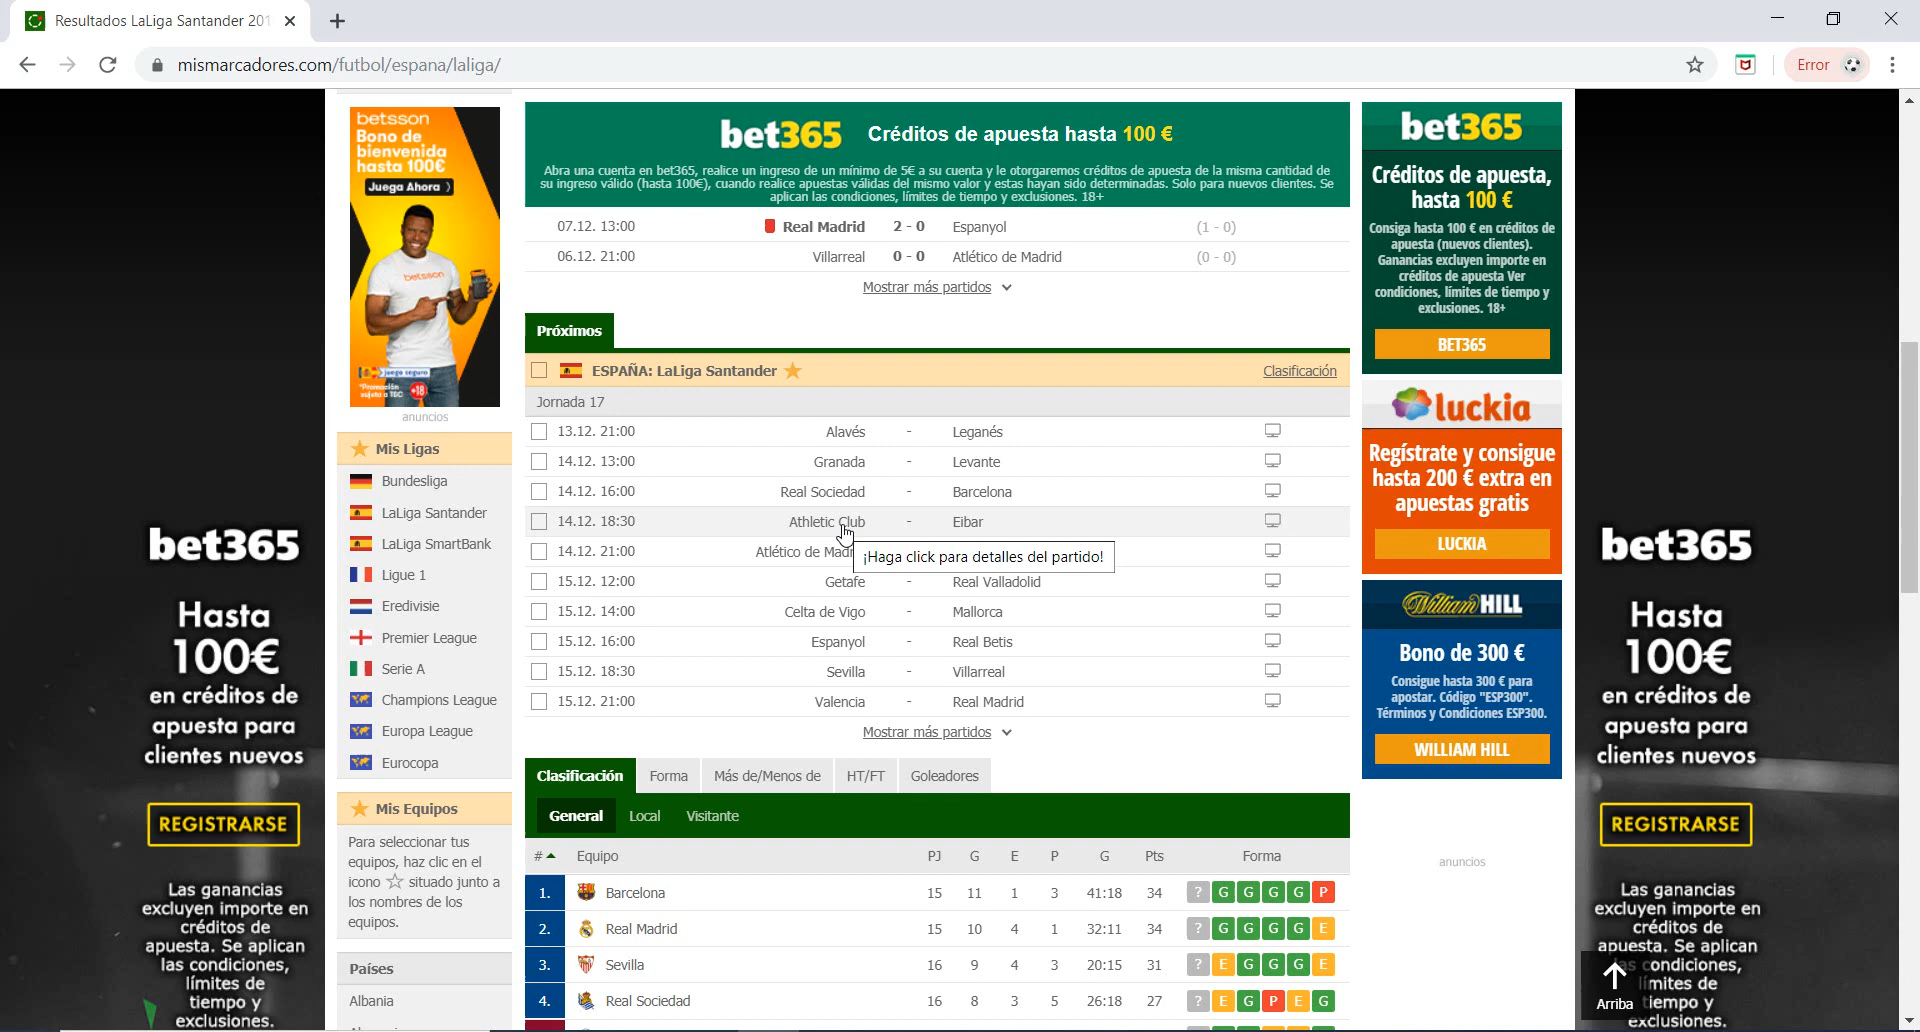 Resultados LaLiga Santander 201
mismarcadores.com/futbol/espana/laliga/
Error
betsson
Bono de
bienvenida
hasta 100€
Juega Ahora
betsson
juego seguro
*Promoción
sujeta a T&C
+18
anuncios
Mis Ligas
Bundesliga
LaLiga Santander
LaLiga SmartBank
Ligue 1
Eredivisie
Premier League
Serie A
Champions League
Europa League
Eurocopa
Mis Equipos
Para seleccionar tus
equipos, haz clic en el
icono situado junto a
los nombres de los
equipos.
Países
Albania
bet365 Créditos de apuesta hasta 100 €
Abra una cuenta en bet365, realice un ingreso de un mínimo de 5€ a su cuenta y le otorgaremos créditos de apuesta de la misma cantidad de
su ingreso válido (hasta 100€), cuando realice apuestas válidas del mismo valor y estas hayan sido determinadas. Solo para nuevos clientes. Se
aplican las condiciones, límites de tiempo y exclusiones. 18+
07.12. 13:00 Real Madrid 2 - 0 Espanyol (1 - 0)
06.12. 21:00 Villarreal 0 - 0 Atlético de Madrid (0 - 0)
Mostrar más partidos
Próximos
ESPAÑA: LaLiga Santander Clasificación
Jornada 17
13.12. 21:00 Alavés - Leganés
14.12. 13:00 Granada - Levante
14.12. 16:00 Real Sociedad - Barcelona
14.12. 18:30 Athletic Club - Eibar
14.12. 21:00 Atlético de Madr
¡Haga click para detalles del partido!
15.12. 12:00 Getafe - Real Valladolid
15.12. 14:00 Celta de Vigo - Mallorca
15.12. 16:00 Espanyol - Real Betis
15.12. 18:30 Sevilla - Villarreal
15.12. 21:00 Valencia - Real Madrid
Mostrar más partidos
Clasificación Forma Más de/Menos de HT/FT Goleadores
General Local Visitante
# Equipo PJ G E P G Pts Forma
1. Barcelona 15 11 1 3 41:18 34 ? G G G G P
2. Real Madrid 15 10 4 1 32:11 34 ? G G G G E
3. Sevilla 16 9 4 3 20:15 31 ? E G G G E
4. Real Sociedad 16 8 3 5 26:18 27 ? E G P E G
bet365
Créditos de apuesta,
hasta 100 €
Consiga hasta 100 € en créditos de
apuesta (nuevos clientes).
Ganancias excluyen importe en
créditos de apuesta Ver
condiciones, límites de tiempo y
exclusiones. 18+
BET365
luckia
Regístrate y consigue
hasta 200 € extra en
apuestas gratis
LUCKIA
William HILL
Bono de 300 €
Consigue hasta 300 € para
apostar. Código "ESP300".
Términos y Condiciones ESP300.
WILLIAM HILL
anuncios
bet365
Hasta
100€
en créditos de
apuesta para
clientes nuevos
REGISTRARSE
Las ganancias
excluyen importe en
créditos de
apuesta. Se aplican
las condiciones,
límites de
tiempo y
exclusiones.
bet365
Hasta
100€
en créditos de
apuesta para
clientes nuevos
REGISTRARSE
Las ganancias
excluyen importe en
créditos de
apuesta. Se aplican
las condiciones,
límites de
tiempo y
exclusiones.
Arriba